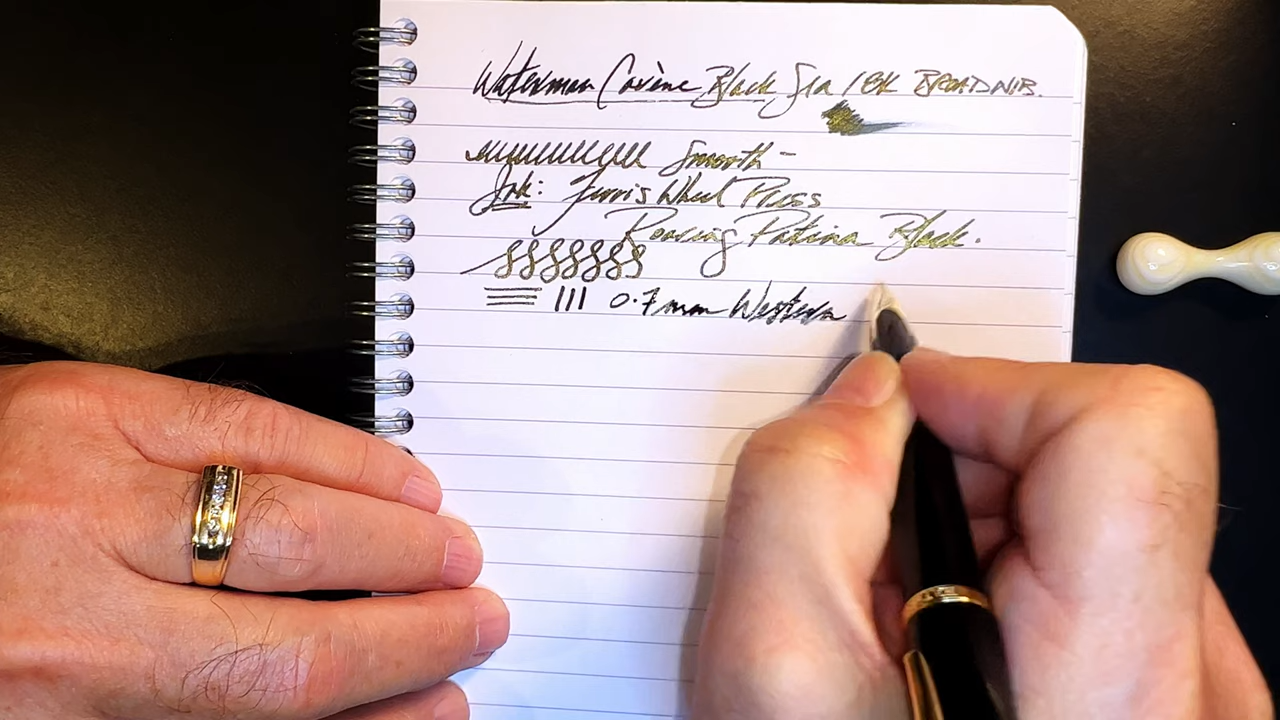 Waterman Carène Black Sea 18K BROAD NIB.
Smooth -
Ink: Ferris Wheel Press
Roaring Patina Black.
0.7mm Western